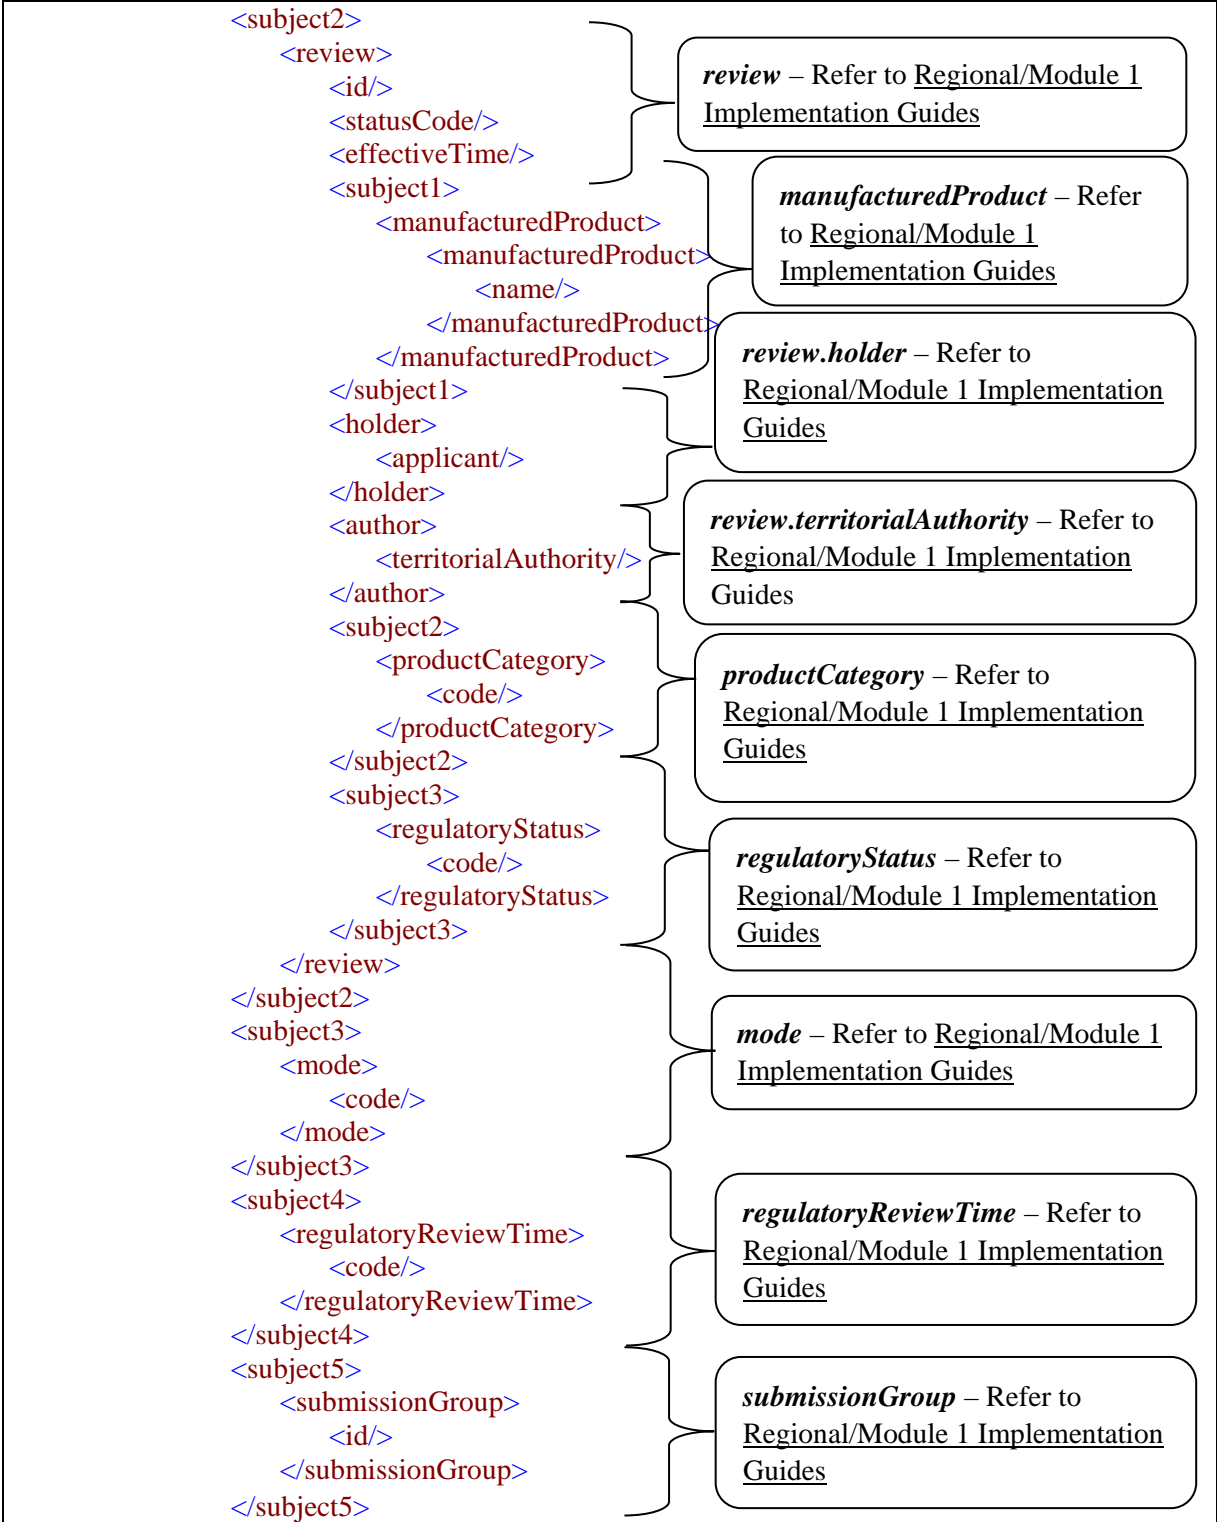 <subject2>
<review>
<id/>
<statusCode/>
<effectiveTime/>
<subject1>
<manufacturedProduct>
<manufacturedProduct>
<name/>
</manufacturedProduct>
</manufacturedProduct>
</subject1>
<holder>
<applicant/>
</holder>
<author>
<territorialAuthority/>
</author>
<subject2>
<productCategory>
<code/>
</productCategory>
</subject2>
<subject3>
<regulatoryStatus>
<code/>
</regulatoryStatus>
</subject3>
</review>
</subject2>
<subject3>
<mode>
<code/>
</mode>
</subject3>
<subject4>
<regulatoryReviewTime>
<code/>
</regulatoryReviewTime>
</subject4>
<subject5>
<submissionGroup>
<id/>
</submissionGroup>
</subject5>
review – Refer to Regional/Module 1
Implementation Guides
manufacturedProduct – Refer
to Regional/Module 1
Implementation Guides
review.holder – Refer to
Regional/Module 1 Implementation
Guides
review.territorialAuthority – Refer to
Regional/Module 1 Implementation
Guides
productCategory – Refer to
Regional/Module 1 Implementation
Guides
regulatoryStatus – Refer to
Regional/Module 1 Implementation
Guides
mode – Refer to Regional/Module 1
Implementation Guides
regulatoryReviewTime – Refer to
Regional/Module 1 Implementation
Guides
submissionGroup – Refer to
Regional/Module 1 Implementation
Guides